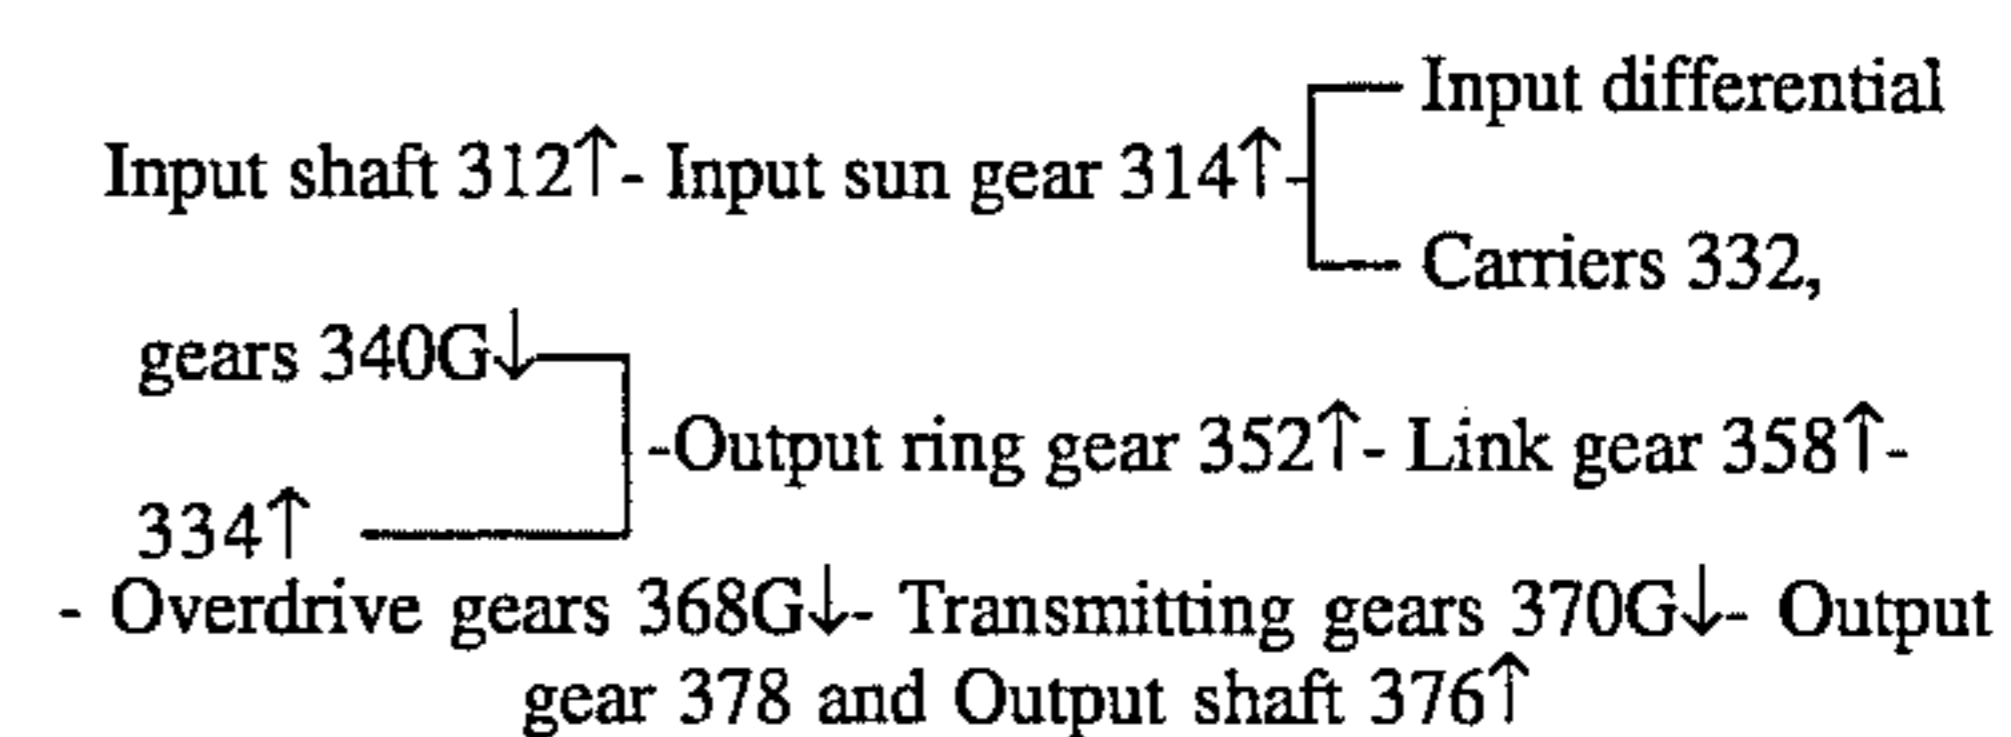 Input differential
Input shaft 312↑- Input sun gear 314↑-
Carriers 332,
gears 340G↓
-Output ring gear 352↑- Link gear 358↑-
334↑
- Overdrive gears 368G↓- Transmitting gears 370G↓- Output
gear 378 and Output shaft 376↑